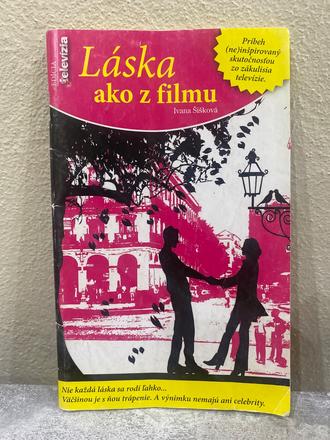 EDÍCIA
televízia
Láska
ako z filmu
Ivana Šišková
Príbeh
(ne)inšpirovaný
skutočnosťou
zo zákulisia
televízie.
Nie každá láska sa rodí ľahko...
Väčšinou je s ňou trápenie. A výnimku nemajú ani celebrity.